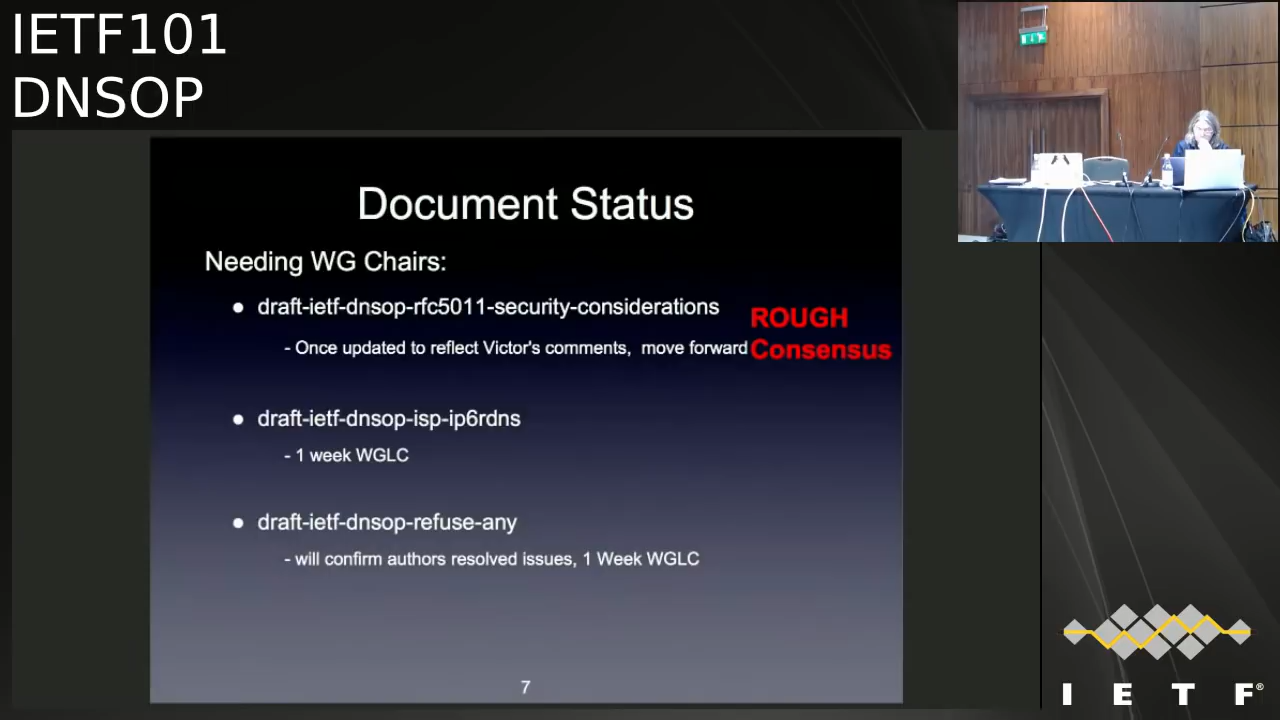 IETF101
DNSOP
Document Status
Needing WG Chairs:
● draft-ietf-dnsop-rfc5011-security-considerations
- Once updated to reflect Victor's comments, move forward
ROUGH
Consensus
● draft-ietf-dnsop-isp-ip6rdns
- 1 week WGLC
● draft-ietf-dnsop-refuse-any
- will confirm authors resolved issues, 1 Week WGLC
7
I E T F®